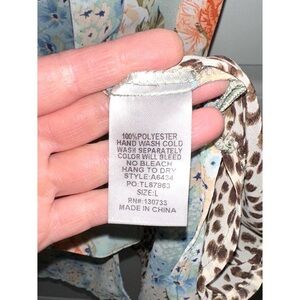 100%POLYESTER
HAND WASH COLD
WASH SEPARATELY
COLOR WILL BLEED
NO BLEACH
HANG TO DRY
STYLE:A6434
PO:TL87963
SIZE:L
RN#:130733
MADE IN CHINA